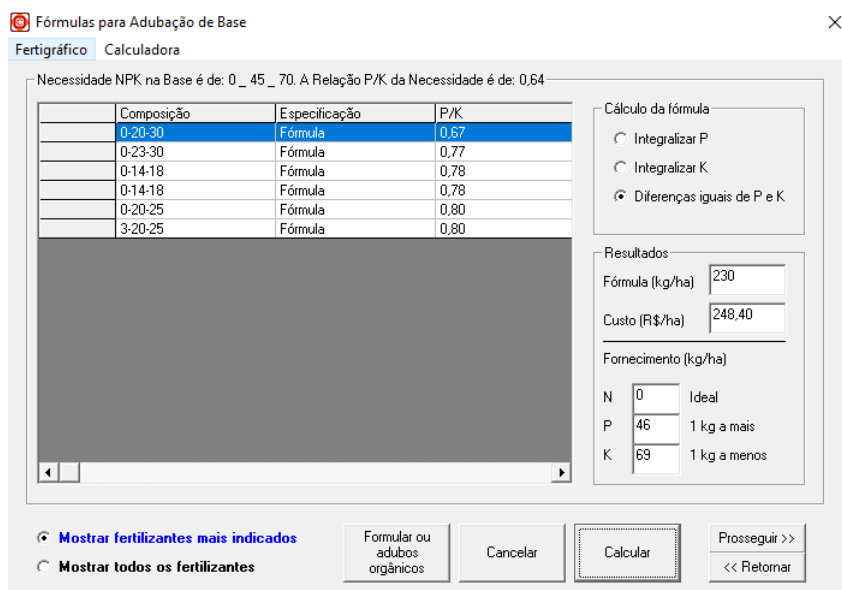 Fórmulas para Adubação de Base
Fertigráfico Calculadora
Necessidade NPK na Base é de: 0 _ 45 _ 70. A Relação P/K da Necessidade é de: 0,64
Composição Especificação P/K
0-20-30 Fórmula 0,67
0-23-30 Fórmula 0,77
0-14-18 Fórmula 0,78
0-14-18 Fórmula 0,78
0-20-25 Fórmula 0,80
3-20-25 Fórmula 0,80
Cálculo da fórmula
Integralizar P
Integralizar K
Diferenças iguais de P e K
Resultados
Fórmula (kg/ha) 230
Custo (R$/ha) 248,40
Fornecimento (kg/ha)
N 0 Ideal
P 46 1 kg a mais
K 69 1 kg a menos
Mostrar fertilizantes mais indicados
Mostrar todos os fertilizantes
Formular ou
adubos
orgânicos
Cancelar
Calcular
Prosseguir >>
<< Retornar